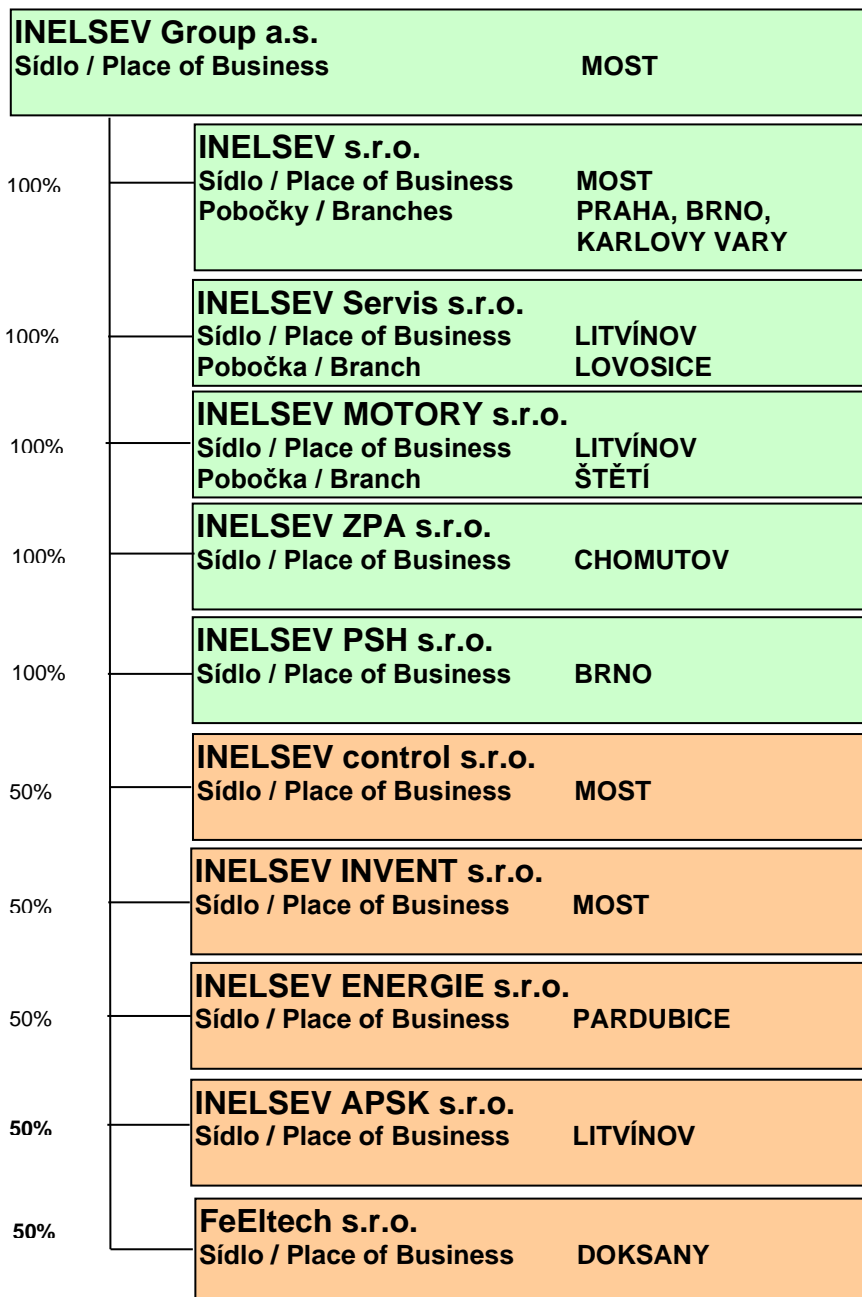 INELSEV Group a.s.
Sídlo / Place of Business MOST
100%
INELSEV s.r.o.
Sídlo / Place of Business MOST
Pobočky / Branches PRAHA, BRNO,
KARLOVY VARY
100%
INELSEV Servis s.r.o.
Sídlo / Place of Business LITVÍNOV
Pobočka / Branch LOVOSICE
100%
INELSEV MOTORY s.r.o.
Sídlo / Place of Business LITVÍNOV
Pobočka / Branch ŠTĚTÍ
100%
INELSEV ZPA s.r.o.
Sídlo / Place of Business CHOMUTOV
100%
INELSEV PSH s.r.o.
Sídlo / Place of Business BRNO
50%
INELSEV control s.r.o.
Sídlo / Place of Business MOST
50%
INELSEV INVENT s.r.o.
Sídlo / Place of Business MOST
50%
INELSEV ENERGIE s.r.o.
Sídlo / Place of Business PARDUBICE
50%
INELSEV APSK s.r.o.
Sídlo / Place of Business LITVÍNOV
50%
FeEltech s.r.o.
Sídlo / Place of Business DOKSANY